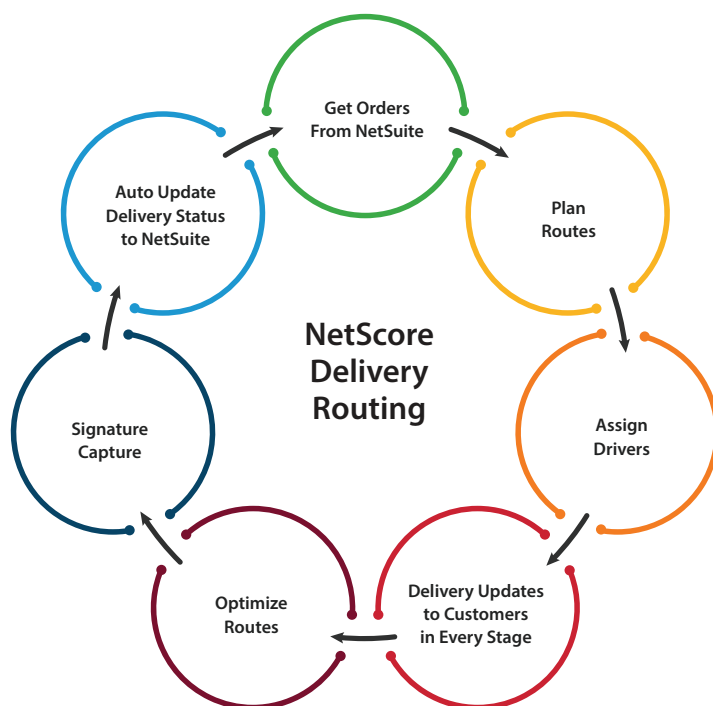 Get Orders
From NetSuite
Plan
Routes
Assign
Drivers
Delivery Updates
to Customers
in Every Stage
Optimize
Routes
Signature
Capture
Auto Update
Delivery Status
to NetSuite
NetScore
Delivery
Routing